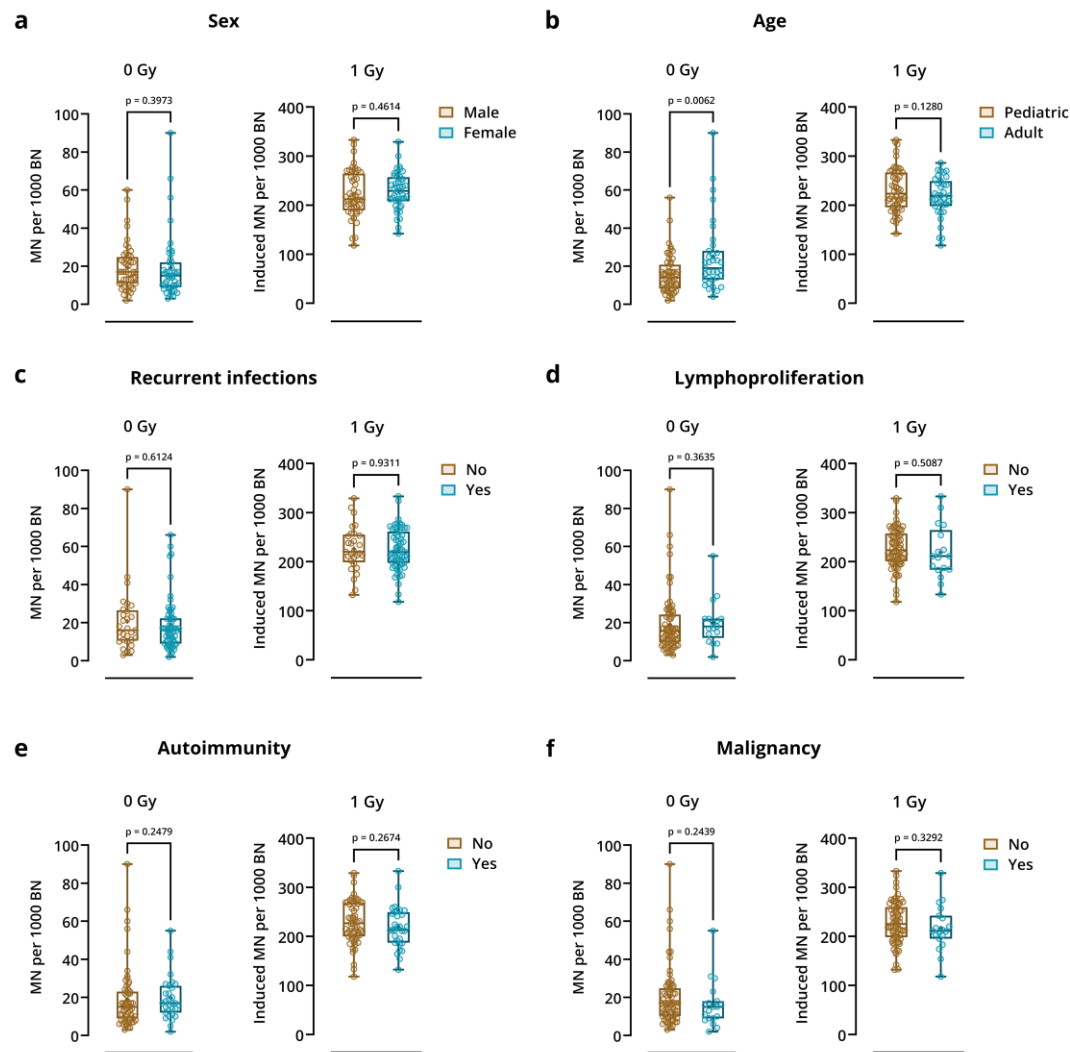 a
Sex
0 Gy
p = 0.3973
MN per 1000 BN
100
80
60
40
20
0
1 Gy
p = 0.4614
Induced MN per 1000 BN
400
300
200
100
0
Male
Female
b
Age
0 Gy
p = 0.0062
MN per 1000 BN
100
80
60
40
20
0
1 Gy
p = 0.1280
Induced MN per 1000 BN
400
300
200
100
0
Pediatric
Adult
c
Recurrent infections
0 Gy
p = 0.6124
MN per 1000 BN
100
80
60
40
20
0
1 Gy
p = 0.9311
Induced MN per 1000 BN
400
300
200
100
0
No
Yes
d
Lymphoproliferation
0 Gy
p = 0.3635
MN per 1000 BN
100
80
60
40
20
0
1 Gy
p = 0.5087
Induced MN per 1000 BN
400
300
200
100
0
No
Yes
e
Autoimmunity
0 Gy
p = 0.2479
MN per 1000 BN
100
80
60
40
20
0
1 Gy
p = 0.2674
Induced MN per 1000 BN
400
300
200
100
0
No
Yes
f
Malignancy
0 Gy
p = 0.2439
MN per 1000 BN
100
80
60
40
20
0
1 Gy
p = 0.3292
Induced MN per 1000 BN
400
300
200
100
0
No
Yes